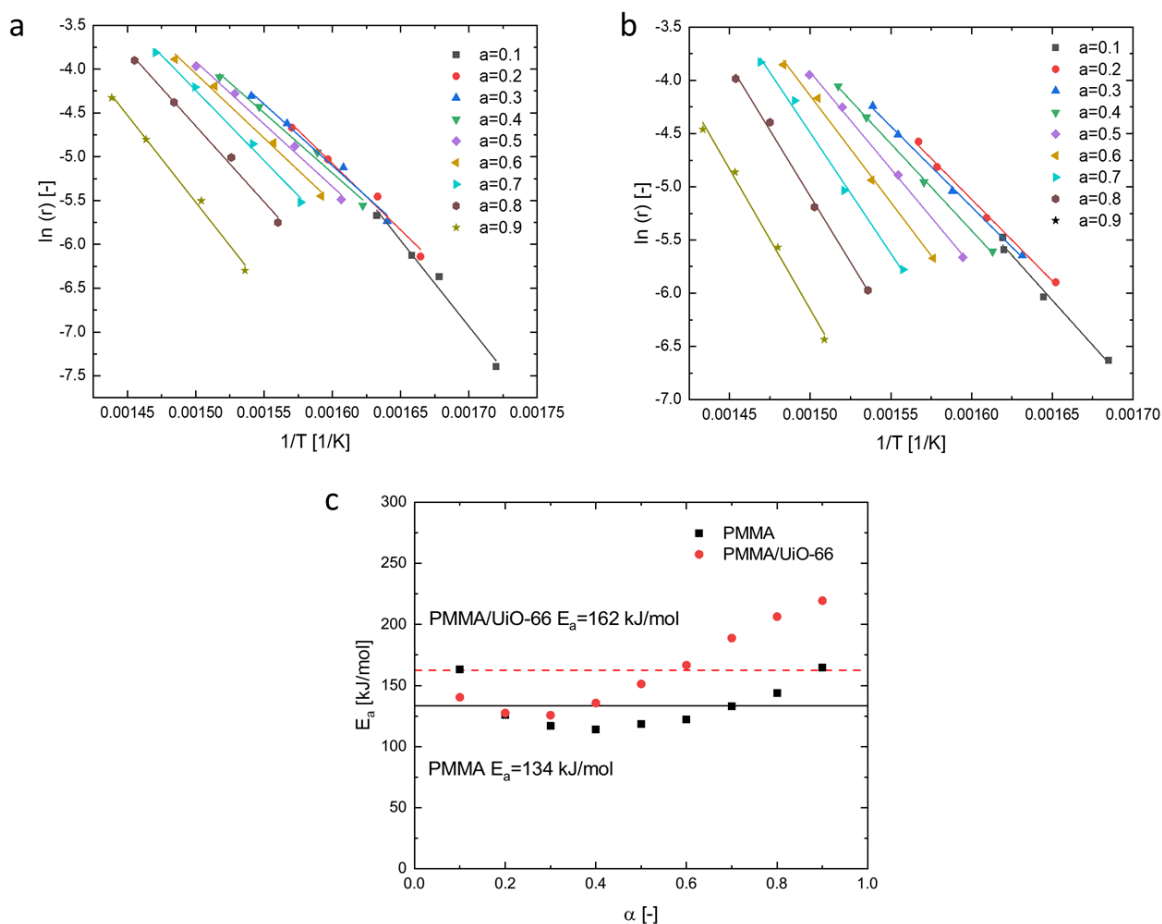 a
-3.5
-4.0
-4.5
-5.0
-5.5
-6.0
-6.5
-7.0
-7.5
ln (r) [-]
a=0.1
a=0.2
a=0.3
a=0.4
a=0.5
a=0.6
a=0.7
a=0.8
a=0.9
0.00145 0.00150 0.00155 0.00160 0.00165 0.00170 0.00175
1/T [1/K]
b
-3.5
-4.0
-4.5
-5.0
-5.5
-6.0
-6.5
-7.0
ln (r) [-]
a=0.1
a=0.2
a=0.3
a=0.4
a=0.5
a=0.6
a=0.7
a=0.8
a=0.9
0.00145 0.00150 0.00155 0.00160 0.00165 0.00170
1/T [1/K]
c
300
250
200
150
100
50
0
Eₐ [kJ/mol]
PMMA
PMMA/UiO-66
PMMA/UiO-66 Eₐ=162 kJ/mol
PMMA Eₐ=134 kJ/mol
0.0 0.2 0.4 0.6 0.8 1.0
α [-]